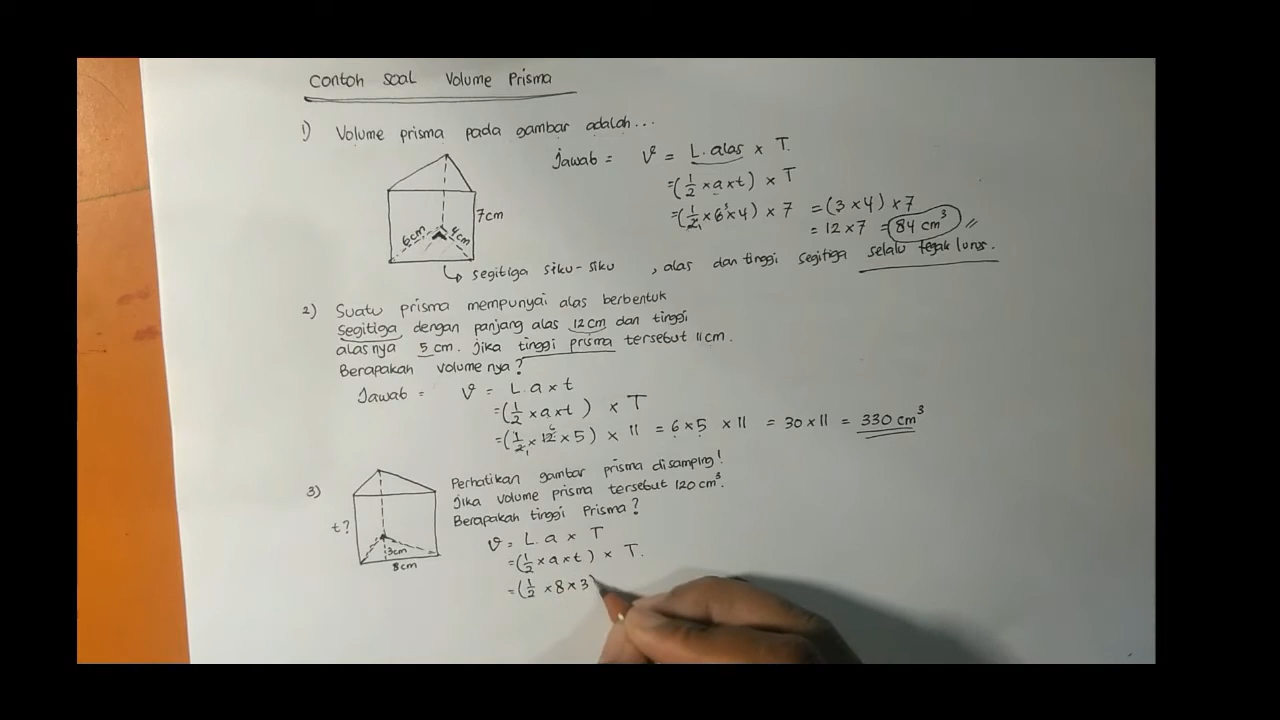 Contoh soal Volume Prisma
1) Volume prisma pada gambar adalah...
7cm
6cm
4cm
Jawab = V = L. alas × T.
= (1/2 × a × t) × T
= (1/2 × 6 × 4) × 7 = (3 × 4) × 7
= 12 × 7 = 84 cm³ //
↳ segitiga siku-siku , alas dan tinggi segitiga selalu tegak lurus.
2) Suatu prisma mempunyai alas berbentuk
segitiga dengan panjang alas 12cm dan tinggi
alasnya 5 cm. Jika tinggi prisma tersebut 11cm.
Berapakah volumenya?
Jawab = V = L. a × t
= (1/2 × a × t) × T
= (1/2 × 12 × 5) × 11 = 6 × 5 × 11 = 30 × 11 = 330 cm³
3) Perhatikan gambar prisma disamping!
Jika volume prisma tersebut 120 cm³.
Berapakah tinggi Prisma?
t?
3cm
8cm
V = L. a × T
= (1/2 × a × t) × T.
= (1/2 × 8 × 3)